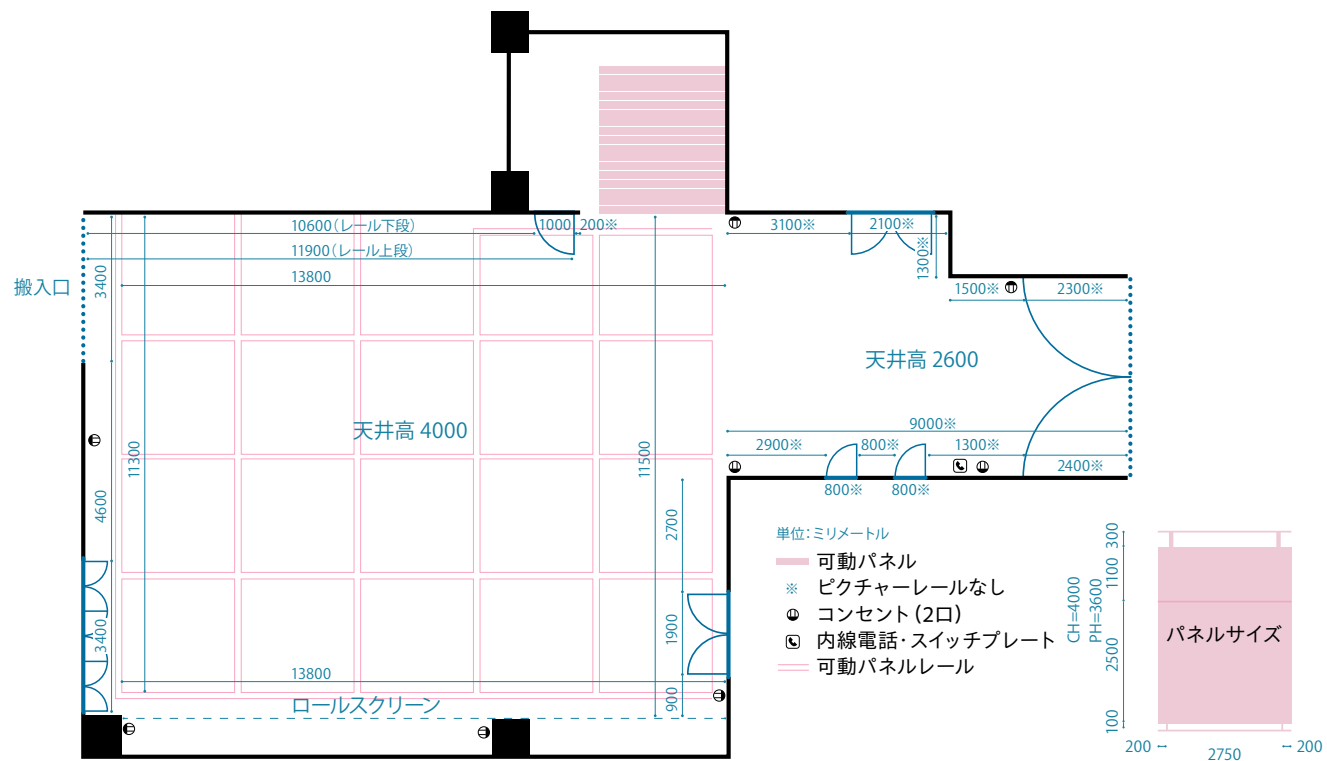 10600(レール下段)
1000
200※
3100※
2100※
11900(レール上段)
1300※
3400
13800
搬入口
1500※
2300※
天井高 2600
天井高 4000
9000※
11300
11500
2900※
800※
1300※
2400※
800※
800※
4600
2700
単位:ミリメートル
可動パネル
※ ピクチャーレールなし
コンセント (2口)
内線電話・スイッチプレート
可動パネルレール
3400
1900
13800
ロールスクリーン
900
300
1100
CH=4000
PH=3600
パネルサイズ
2500
100
200
2750
200